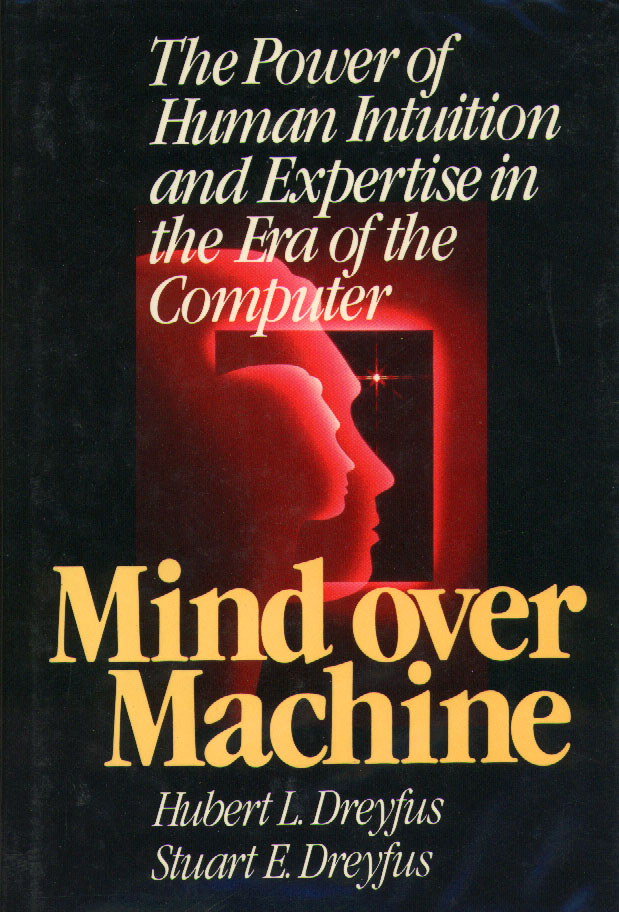 The Power of
Human Intuition
and Expertise in
the Era of the
Computer
Mind over
Machine
Hubert L. Dreyfus
Stuart E. Dreyfus